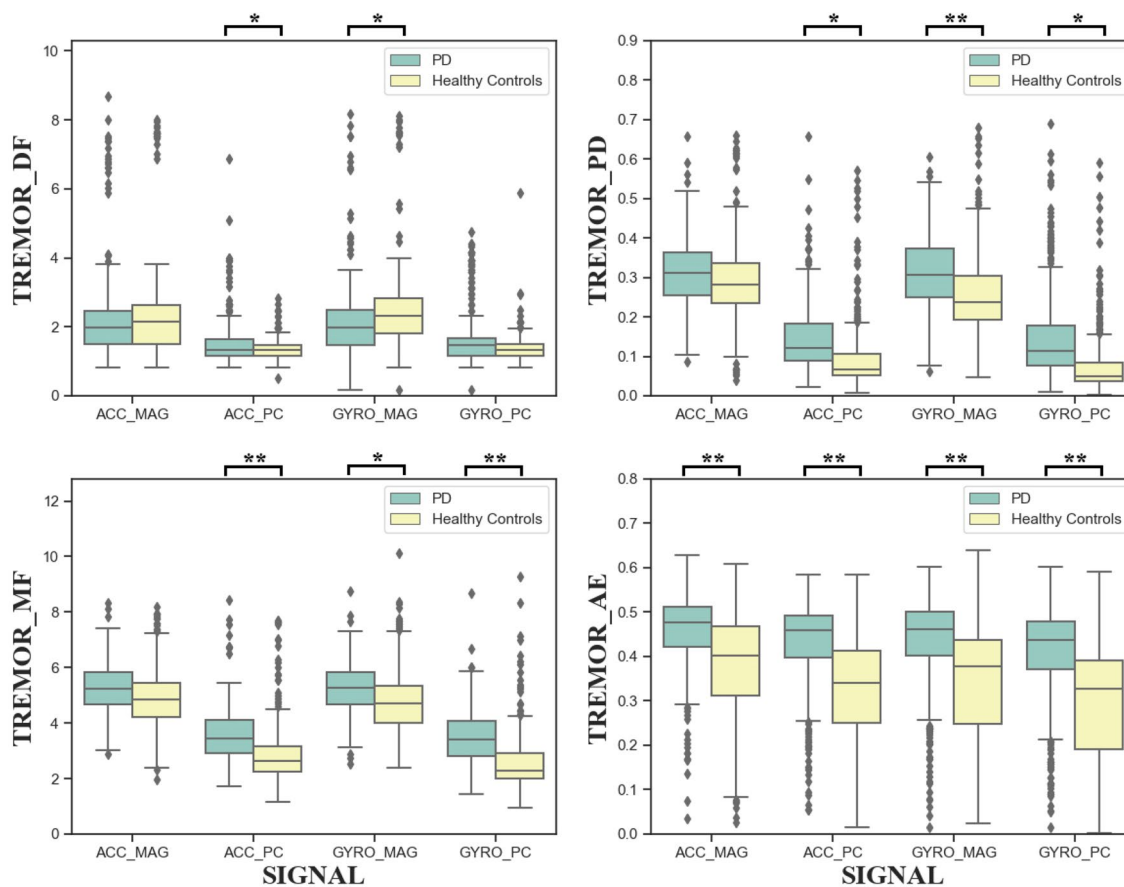 * *
10
8
6
4
2
0
TREMOR_DF
PD
Healthy Controls
ACC_MAG ACC_PC GYRO_MAG GYRO_PC
* ** *
0.9
0.8
0.7
0.6
0.5
0.4
0.3
0.2
0.1
0.0
TREMOR_PD
PD
Healthy Controls
ACC_MAG ACC_PC GYRO_MAG GYRO_PC
** * **
12
10
8
6
4
2
0
TREMOR_MF
PD
Healthy Controls
ACC_MAG ACC_PC GYRO_MAG GYRO_PC
SIGNAL
** ** ** **
0.8
0.7
0.6
0.5
0.4
0.3
0.2
0.1
0.0
TREMOR_AE
PD
Healthy Controls
ACC_MAG ACC_PC GYRO_MAG GYRO_PC
SIGNAL